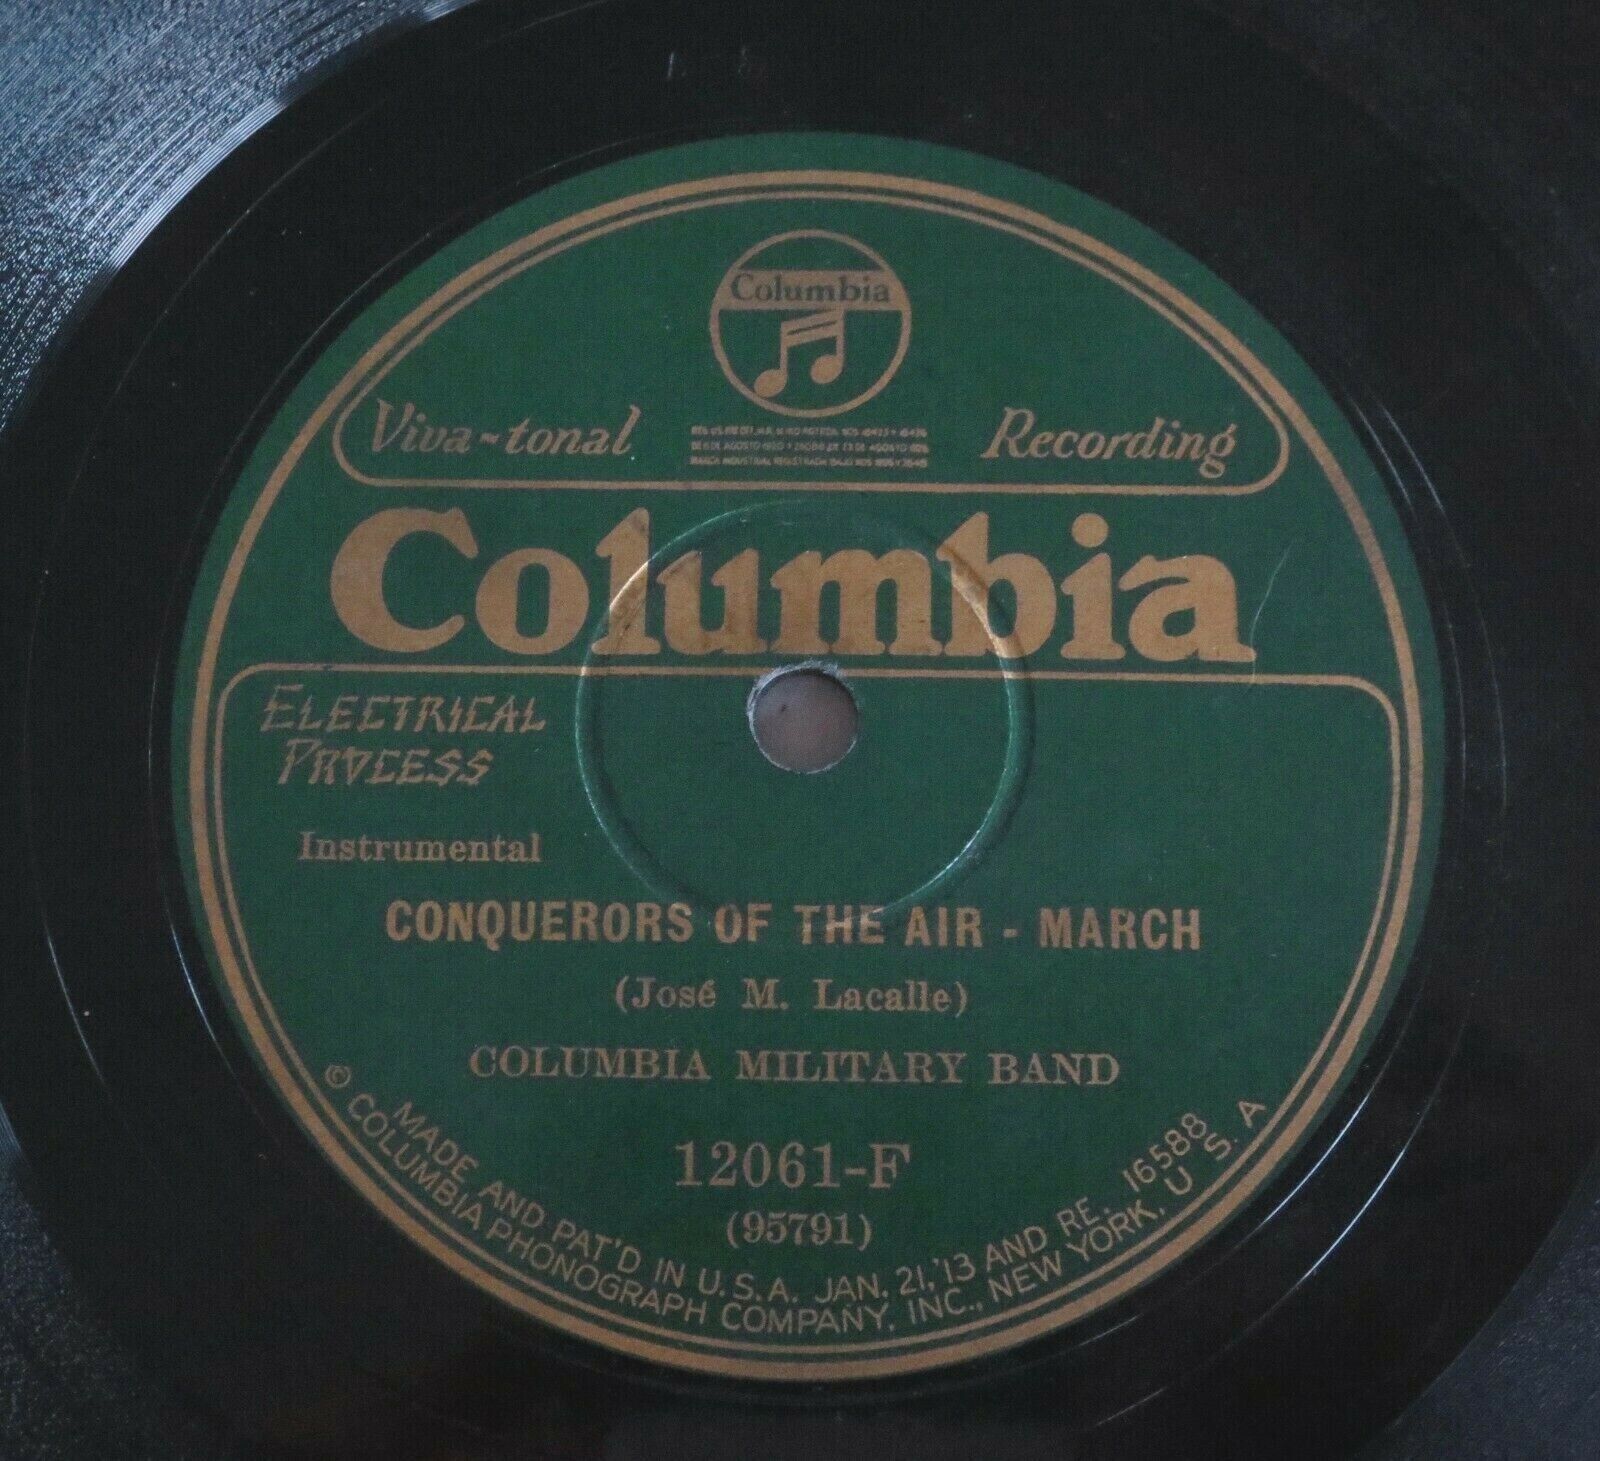 Columbia
Viva-tonal Recording
Columbia
ELECTRICAL
PROCESS
Instrumental
CONQUERORS OF THE AIR - MARCH
(José M. Lacalle)
COLUMBIA MILITARY BAND
12061-F
(95791)
MADE AND PAT'D IN U.S.A. JAN. 21, '13 AND RE. 16588
© COLUMBIA PHONOGRAPH COMPANY, INC., NEW YORK, U S. A